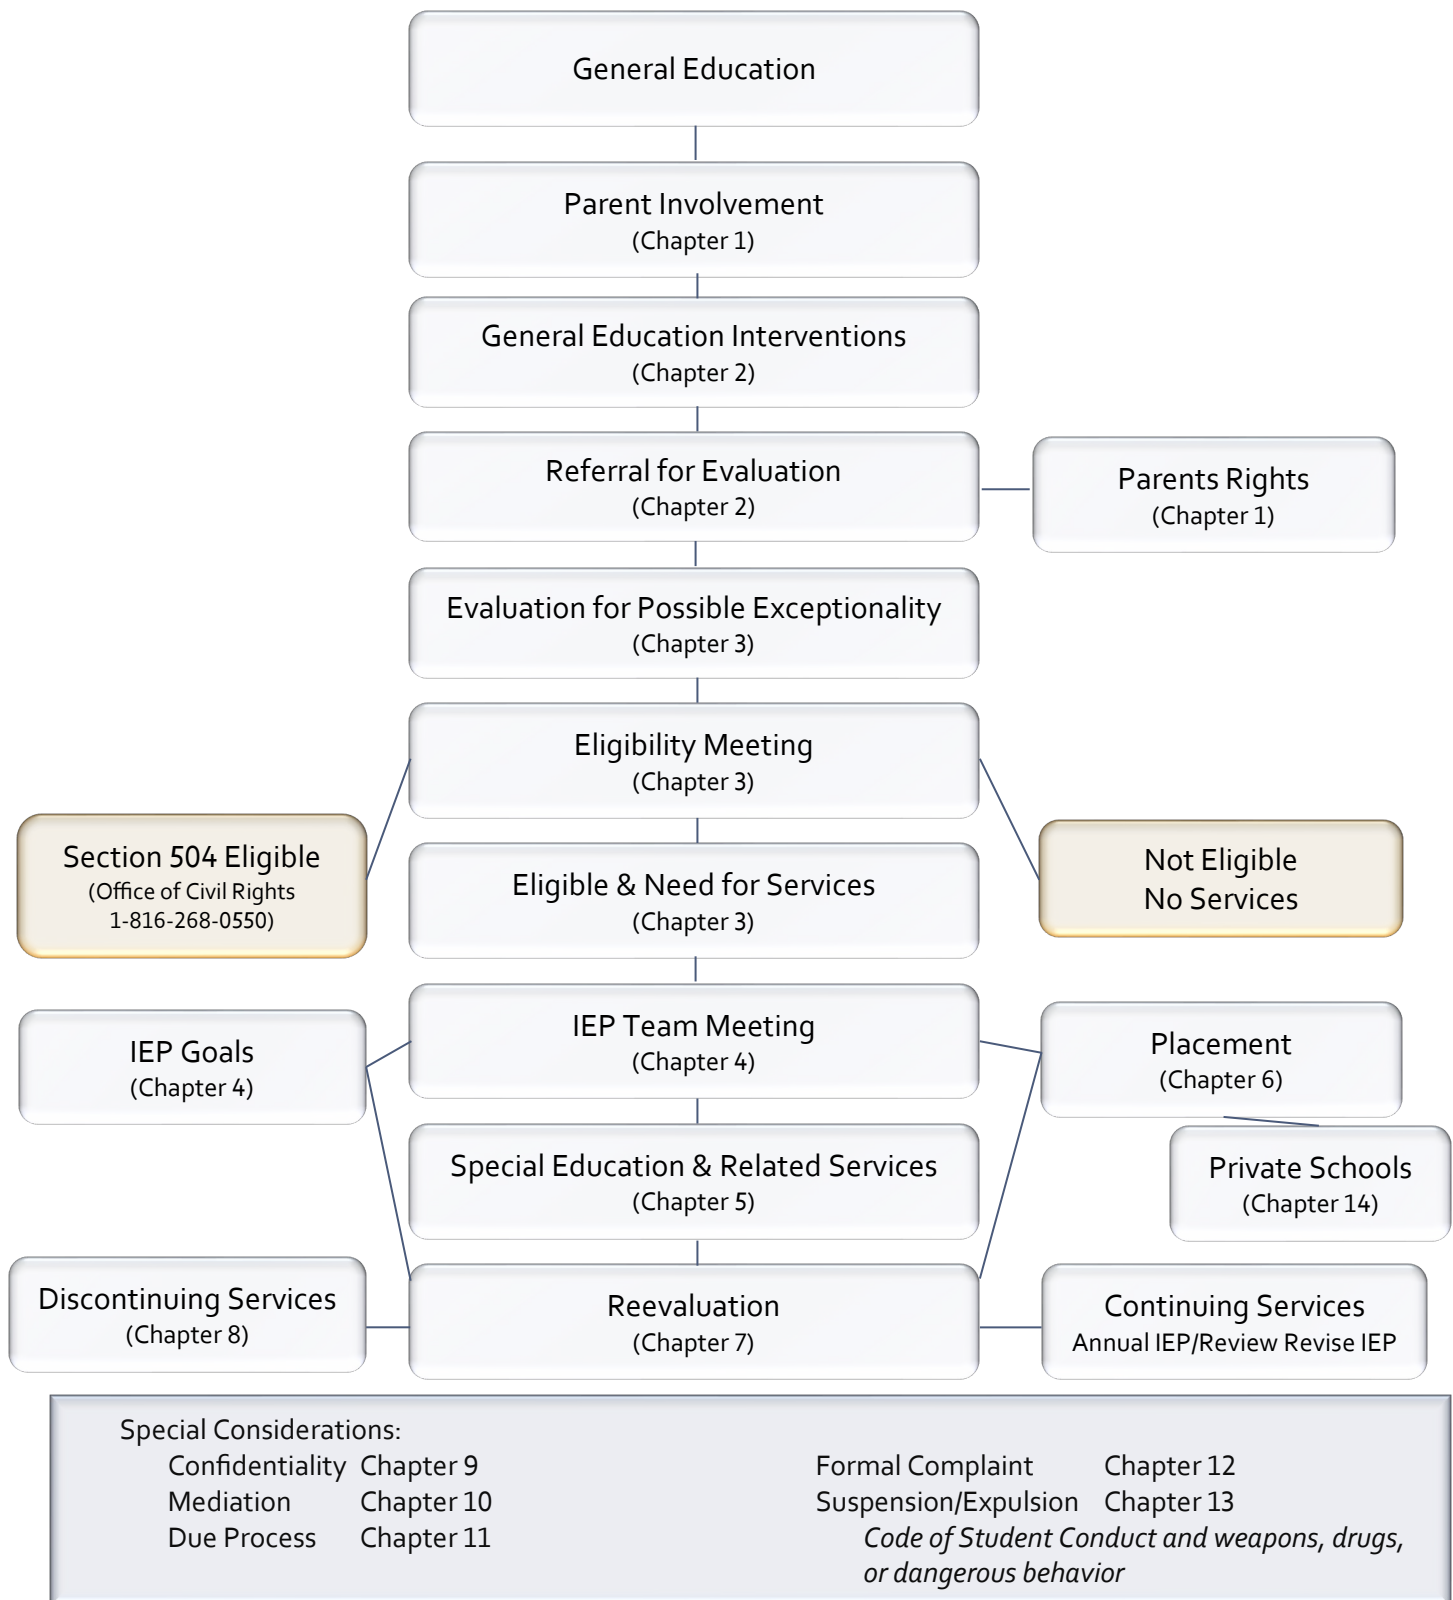 General Education
Parent Involvement
(Chapter 1)
General Education Interventions
(Chapter 2)
Referral for Evaluation
(Chapter 2)
Parents Rights
(Chapter 1)
Evaluation for Possible Exceptionality
(Chapter 3)
Eligibility Meeting
(Chapter 3)
Section 504 Eligible
(Office of Civil Rights
1-816-268-0550)
Eligible & Need for Services
(Chapter 3)
Not Eligible
No Services
IEP Goals
(Chapter 4)
IEP Team Meeting
(Chapter 4)
Placement
(Chapter 6)
Special Education & Related Services
(Chapter 5)
Private Schools
(Chapter 14)
Discontinuing Services
(Chapter 8)
Reevaluation
(Chapter 7)
Continuing Services
Annual IEP/Review Revise IEP
Special Considerations:
Confidentiality Chapter 9
Mediation Chapter 10
Due Process Chapter 11
Formal Complaint Chapter 12
Suspension/Expulsion Chapter 13
Code of Student Conduct and weapons, drugs,
or dangerous behavior